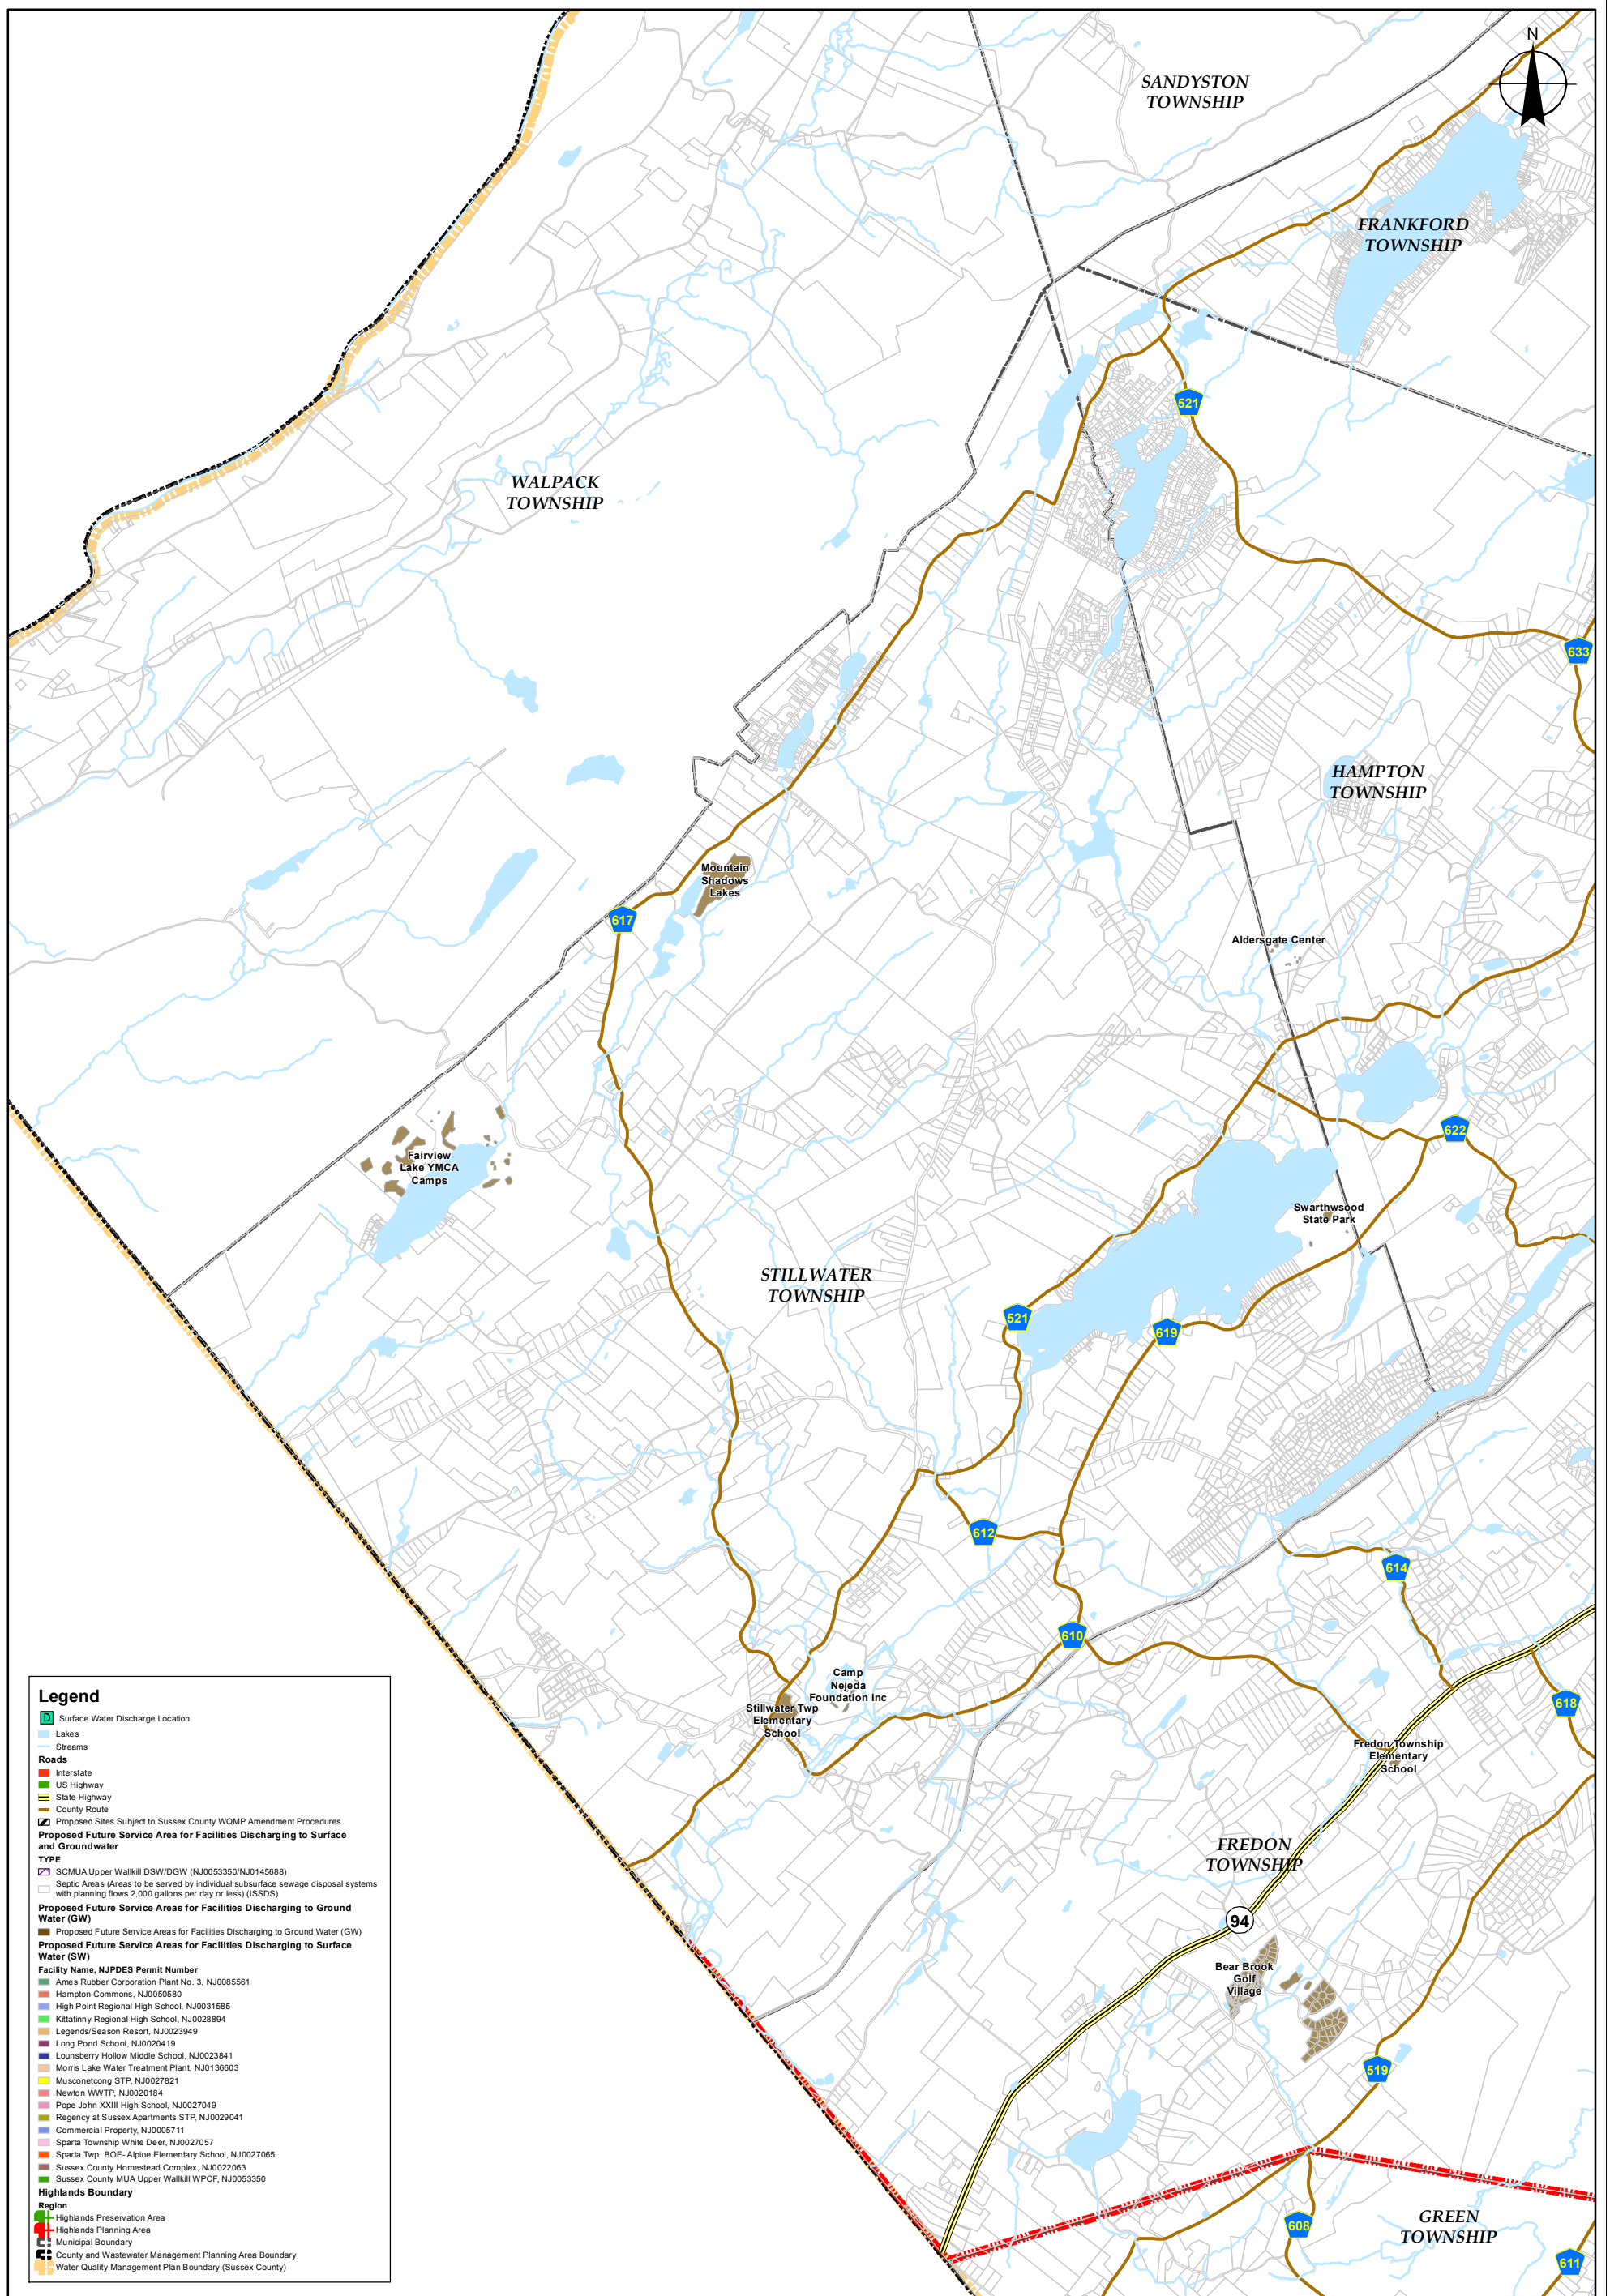 N
SANDYSTON
TOWNSHIP
FRANKFORD
TOWNSHIP
521
WALPACK
TOWNSHIP
633
HAMPTON
TOWNSHIP
Mountain
Shadows
Lakes
617
Aldersgate Center
622
Fairview
Lake YMCA
Camps
Swarthwsood
State Park
STILLWATER
TOWNSHIP
521
619
612
614
610
Camp
Nejeda
Foundation Inc
Stillwater Twp
Elementary
School
618
Fredon Township
Elementary
School
FREDON
TOWNSHIP
94
Bear Brook
Golf
Village
519
608
GREEN
TOWNSHIP
611
Legend
D Surface Water Discharge Location
Lakes
Streams
Roads
Interstate
US Highway
State Highway
County Route
Proposed Sites Subject to Sussex County WQMP Amendment Procedures
Proposed Future Service Area for Facilities Discharging to Surface
and Groundwater
TYPE
SCMUA Upper Wallkill DSW/DGW (NJ0053350/NJ0145688)
Septic Areas (Areas to be served by individual subsurface sewage disposal systems
with planning flows 2,000 gallons per day or less) (ISSDS)
Proposed Future Service Areas for Facilities Discharging to Ground
Water (GW)
Proposed Future Service Areas for Facilities Discharging to Ground Water (GW)
Proposed Future Service Areas for Facilities Discharging to Surface
Water (SW)
Facility Name, NJPDES Permit Number
Ames Rubber Corporation Plant No. 3, NJ0085561
Hampton Commons, NJ0050580
High Point Regional High School, NJ0031585
Kittatinny Regional High School, NJ0028894
Legends/Season Resort, NJ0023949
Long Pond School, NJ0020419
Lounsberry Hollow Middle School, NJ0023841
Morris Lake Water Treatment Plant, NJ0136603
Musconetcong STP, NJ0027821
Newton WWTP, NJ0020184
Pope John XXIII High School, NJ0027049
Regency at Sussex Apartments STP, NJ0029041
Commercial Property, NJ0005711
Sparta Township White Deer, NJ0027057
Sparta Twp. BOE- Alpine Elementary School, NJ0027065
Sussex County Homestead Complex, NJ0022063
Sussex County MUA Upper Wallkill WPCF, NJ0053350
Highlands Boundary
Region
Highlands Preservation Area
Highlands Planning Area
Municipal Boundary
County and Wastewater Management Planning Area Boundary
Water Quality Management Plan Boundary (Sussex County)